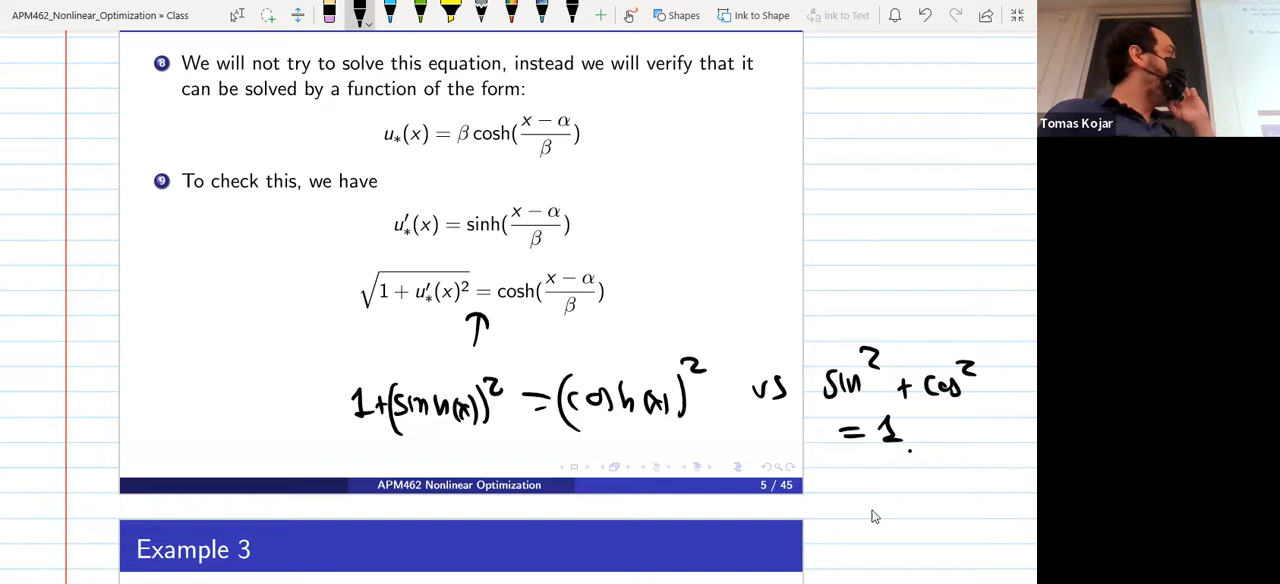 APM462_Nonlinear_Optimization » Class
Shapes
Ink to Shape
Ink to Text
Tomas Kojar
8 We will not try to solve this equation, instead we will verify that it
can be solved by a function of the form:
u∗(x) = β cosh(x − α / β)
9 To check this, we have
u′∗(x) = sinh(x − α / β)
√1 + u′∗(x)² = cosh(x − α / β)
↑
1+(sinh(x))² = (cosh(x))² vs sin² + cos²
= 1.
APM462 Nonlinear Optimization 5 / 45
Example 3